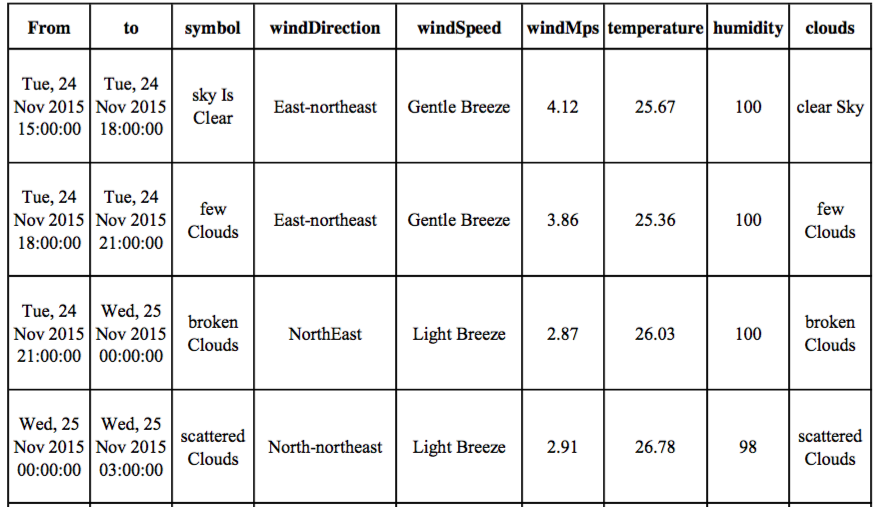 From to symbol windDirection windSpeed windMps temperature humidity clouds
Tue, 24
Nov 2015
15:00:00
Tue, 24
Nov 2015
18:00:00
sky Is
Clear
East-northeast
Gentle Breeze
4.12
25.67
100
clear Sky
Tue, 24
Nov 2015
18:00:00
Tue, 24
Nov 2015
21:00:00
few
Clouds
East-northeast
Gentle Breeze
3.86
25.36
100
few
Clouds
Tue, 24
Nov 2015
21:00:00
Wed, 25
Nov 2015
00:00:00
broken
Clouds
NorthEast
Light Breeze
2.87
26.03
100
broken
Clouds
Wed, 25
Nov 2015
00:00:00
Wed, 25
Nov 2015
03:00:00
scattered
Clouds
North-northeast
Light Breeze
2.91
26.78
98
scattered
Clouds